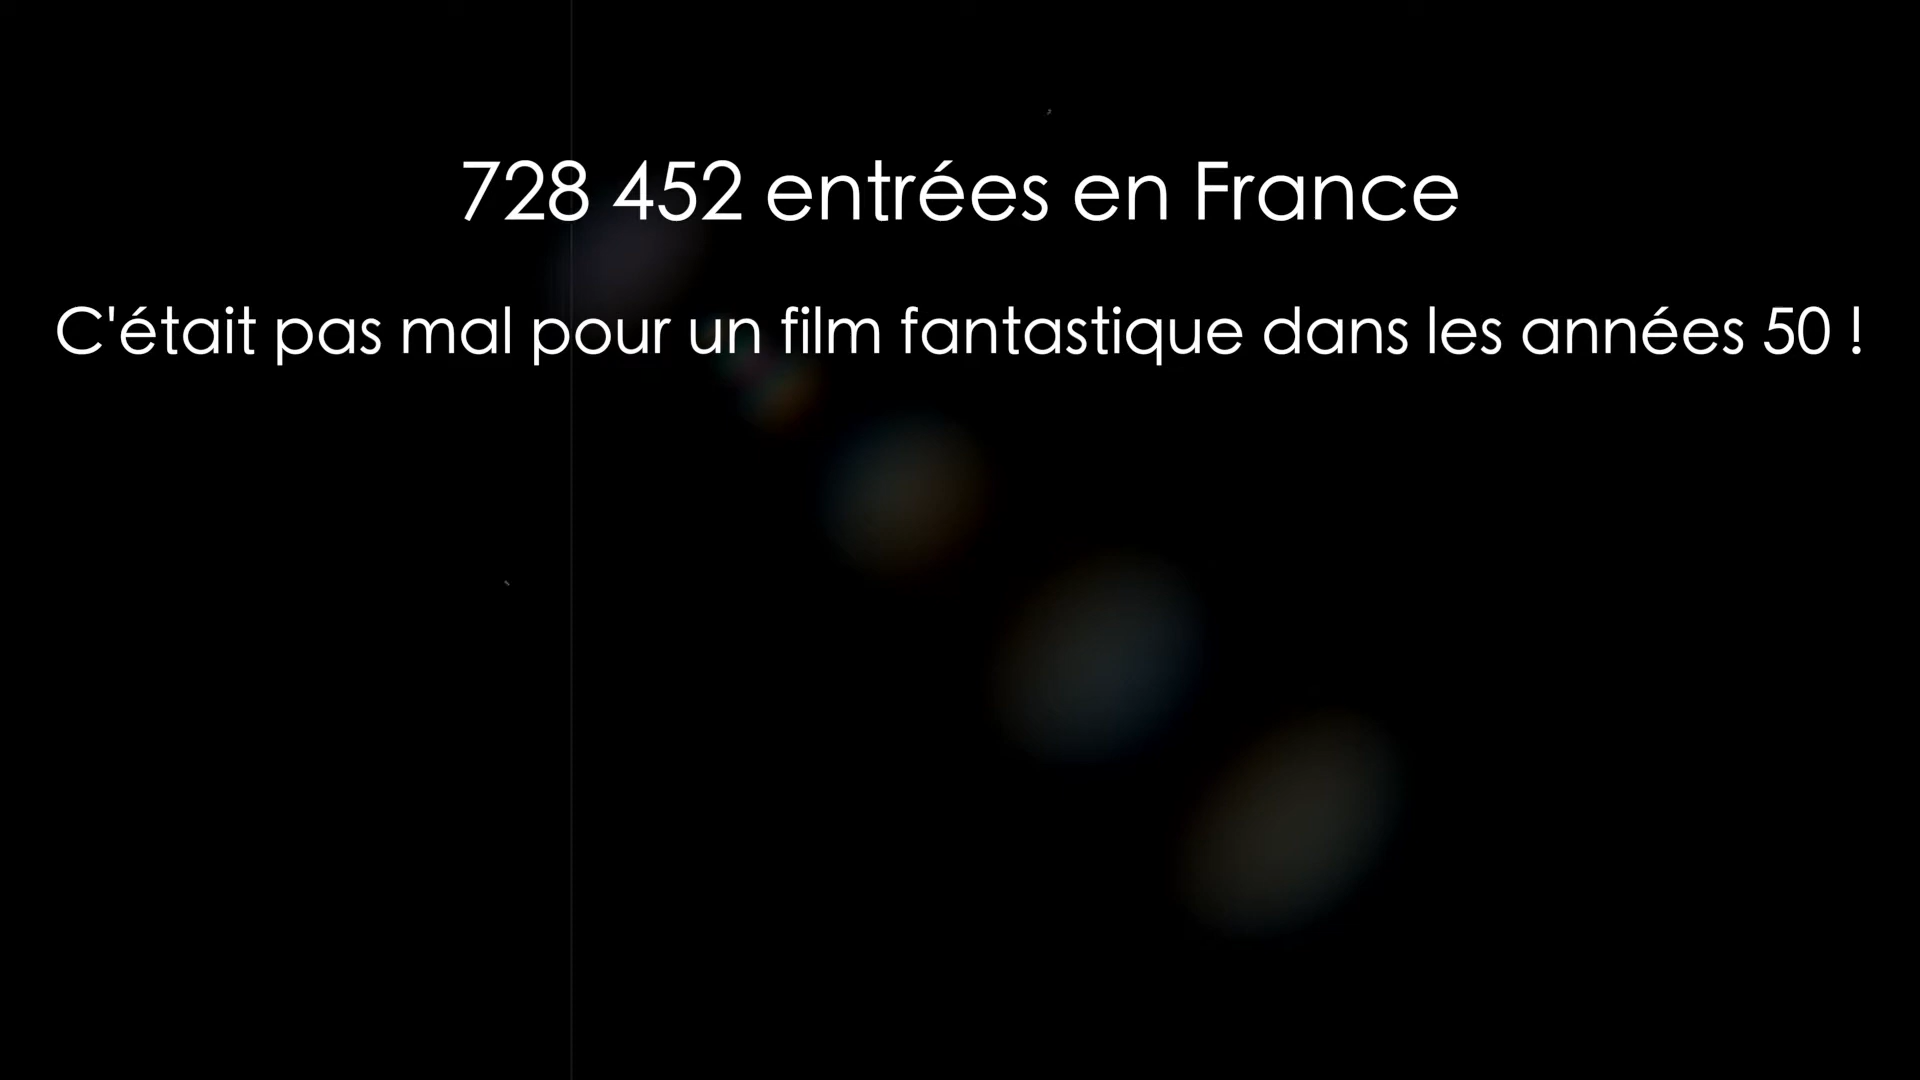 728 452 entrées en France
C'était pas mal pour un film fantastique dans les années 50 !